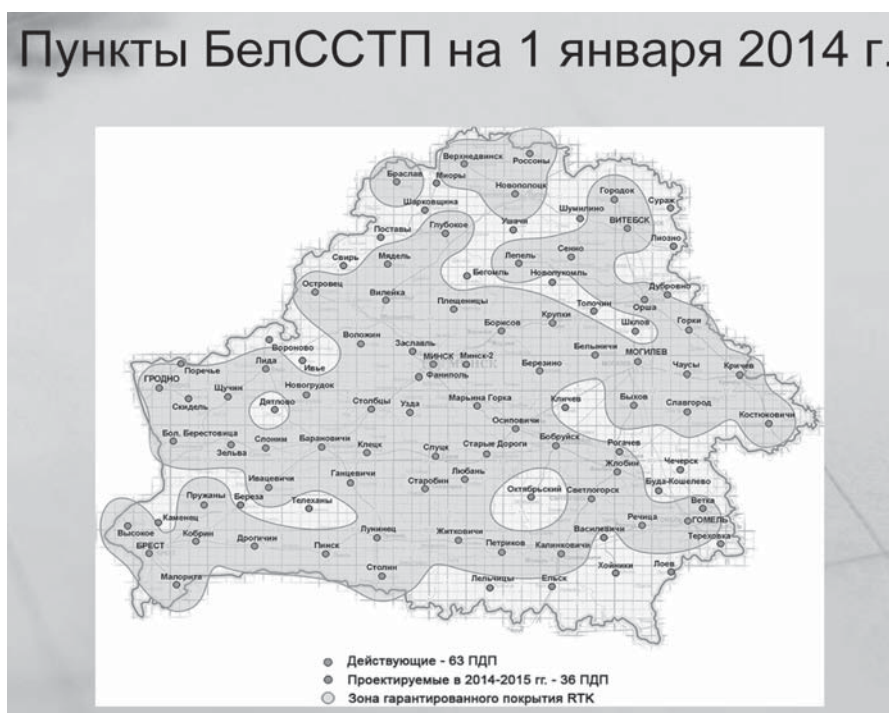 Пункты БелССТП на 1 января 2014 г.
Верхнедвинск
Россоны
Браслав
Миоры
Новополоцк
Городок
Сураж
Шарковщина
Ушачи
Шумилино
ВИТЕБСК
Поставы
Глубокое
Лиозно
Свирь
Мядель
Лепель
Сенно
Бегомль
Новолукомль
Островец
Вилейка
Дубровно
Плещеницы
Толочин
Орша
Борисов
Крупки
Шклов
Горки
Вороново
Воложин
Заславль
Белыничи
Поречье
Лида
Ивье
МИНСК
Минск-2
Березино
МОГИЛЕВ
ГРОДНО
Щучин
Новогрудок
Фаниполь
Чаусы
Кричев
Скидель
Дятлово
Столбцы
Узда
Марьина Горка
Кличев
Быхов
Славгород
Костюковичи
Осиповичи
Бол. Берестовица
Зельва
Слоним
Барановичи
Клецк
Слуцк
Старые Дороги
Бобруйск
Рогачев
Жлобин
Чечерск
Ивацевичи
Ганцевичи
Старобин
Любань
Октябрьский
Светлогорск
Буда-Кошелево
Пружаны
Береза
Телеханы
Ветка
Каменец
Высокое
Кобрин
Дрогичин
Лунинец
Житковичи
Василевичи
Речица
ГОМЕЛЬ
Тереховка
БРЕСТ
Пинск
Петриков
Калинковичи
Малорита
Столин
Лельчицы
Ельск
Хойники
Лоев
Действующие - 63 ПДП
Проектируемые в 2014-2015 гг. - 36 ПДП
Зона гарантированного покрытия RTK